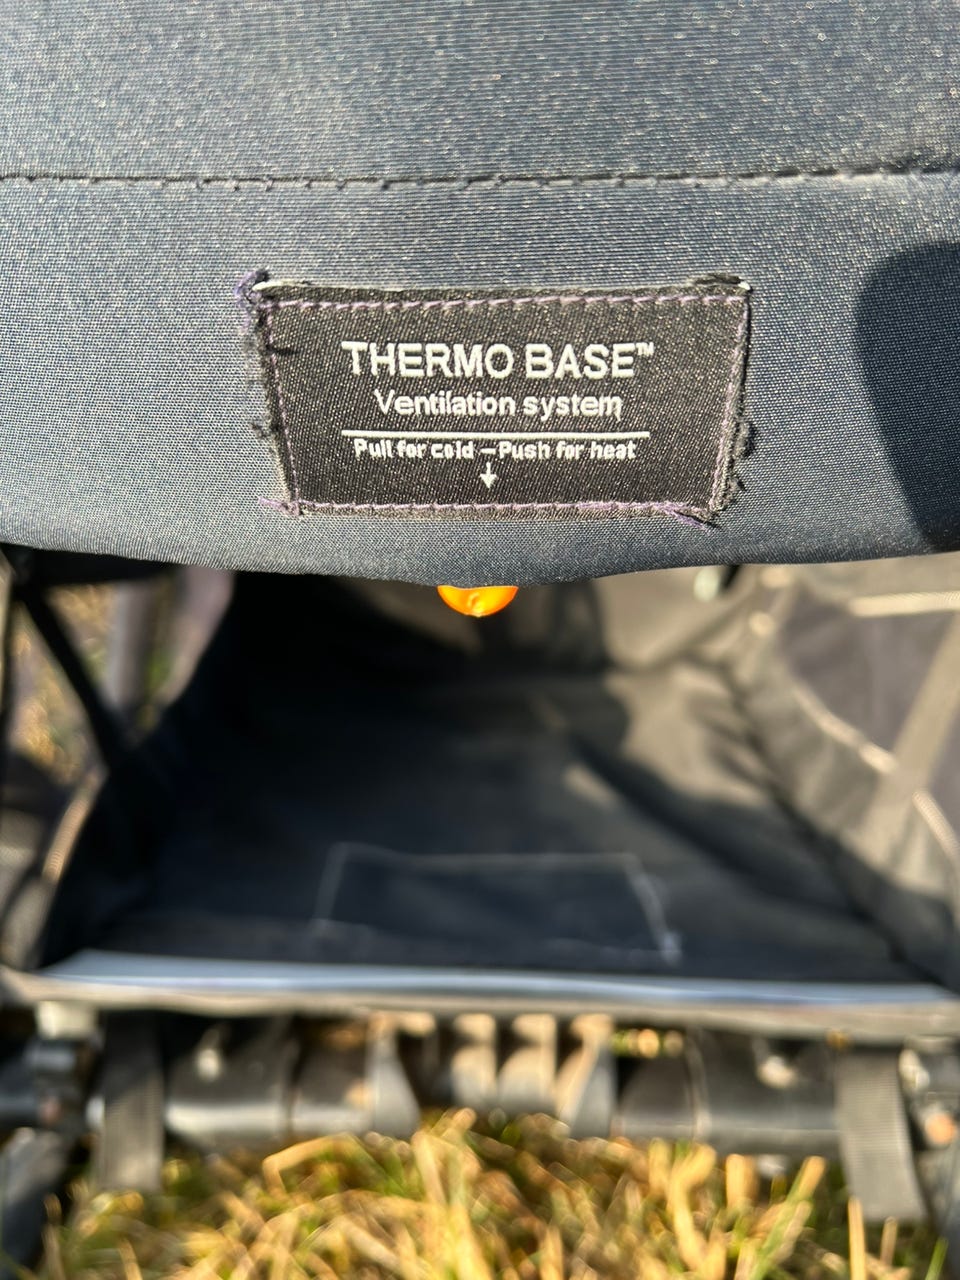 THERMO BASE™
Ventilation system
Pull for cold – Push for heat